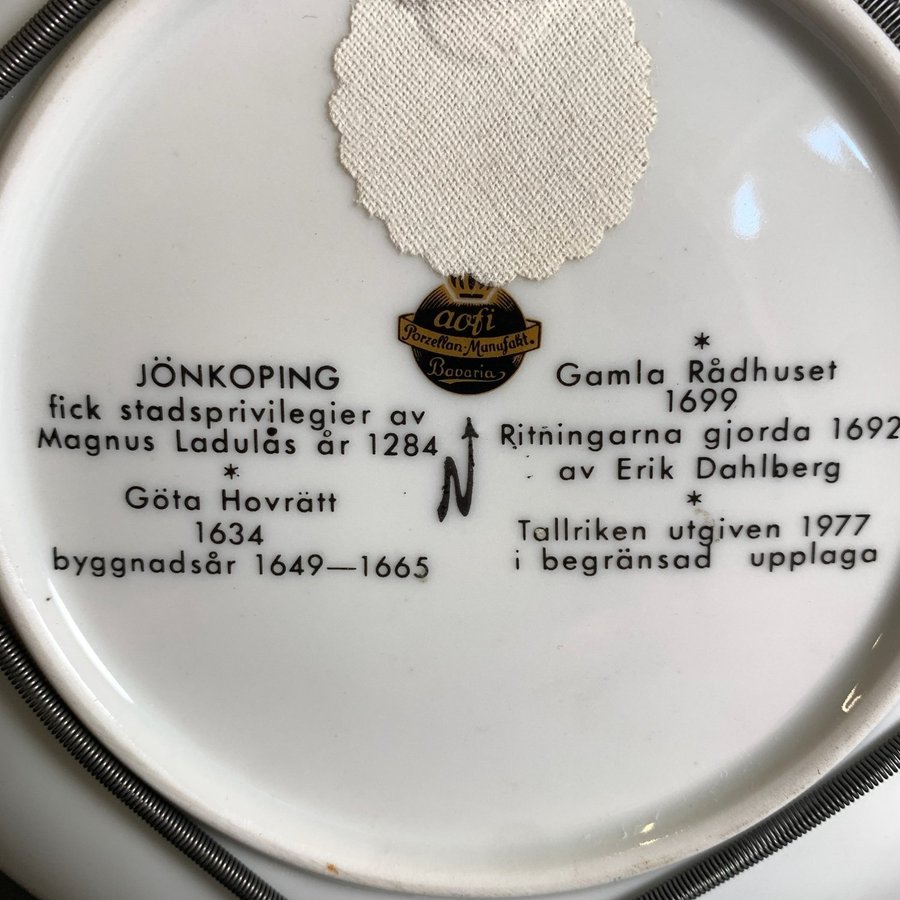 aofi
Porzellan-Manufakt.
Bavaria
JÖNKOPING
fick stadsprivilegier av
Magnus Ladulås år 1284
*
Göta Hovrätt
1634
byggnadsår 1649—1665
N
*
Gamla Rådhuset
1699
Ritningarna gjorda 1692
av Erik Dahlberg
*
Tallriken utgiven 1977
i begränsad upplaga